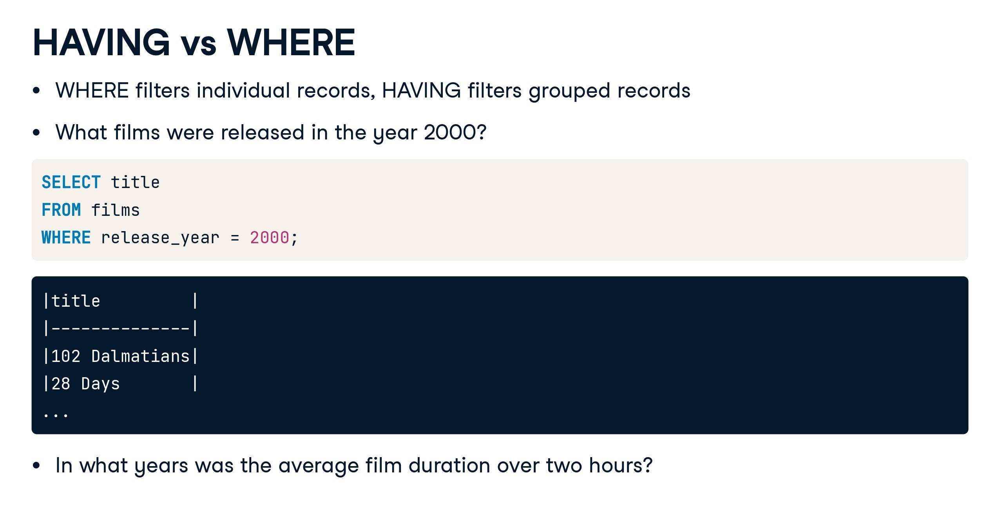 HAVING vs WHERE
• WHERE filters individual records, HAVING filters grouped records
• What films were released in the year 2000?
SELECT title
FROM films
WHERE release_year = 2000;
|title         |
|--------------|
|102 Dalmatians|
|28 Days       |
...
• In what years was the average film duration over two hours?